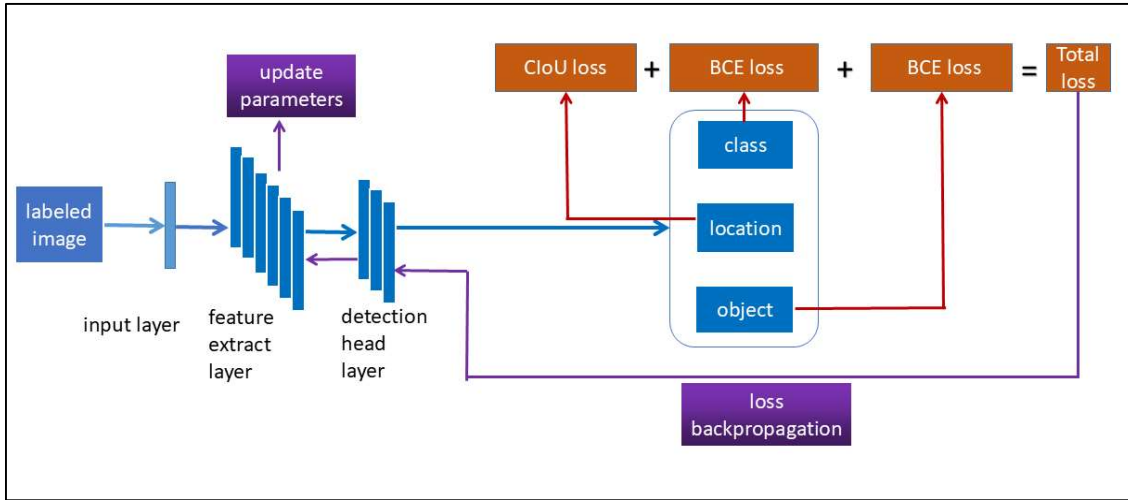 CIoU loss + BCE loss + BCE loss = Total
loss
update
parameters
class
labeled
image
location
object
input layer
feature
extract
layer
detection
head
layer
loss
backpropagation